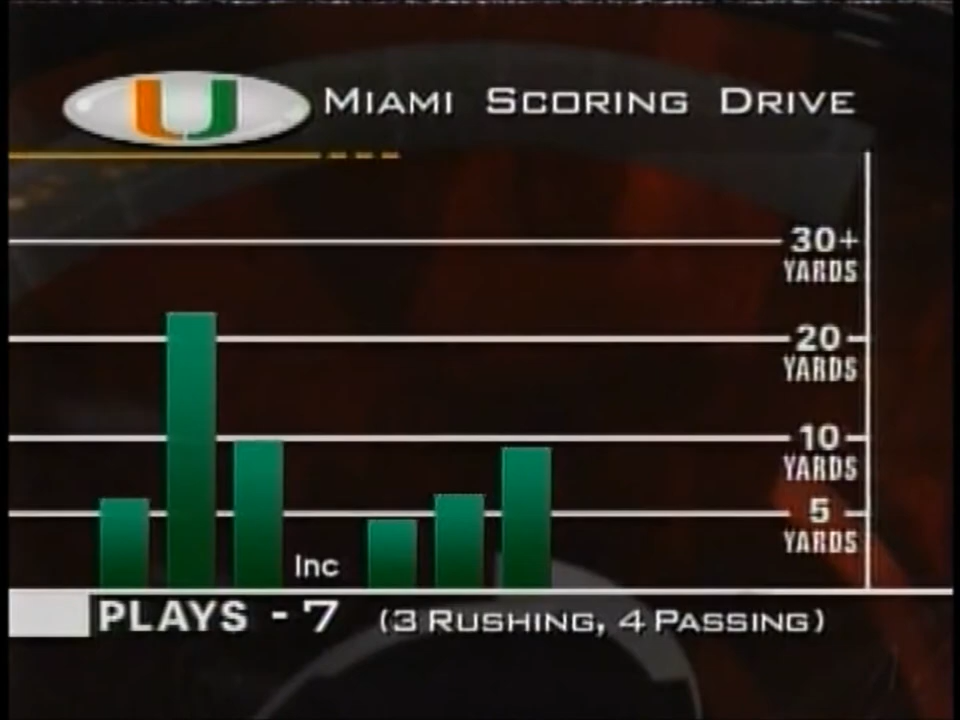 U MIAMI SCORING DRIVE
30+
YARDS
20
YARDS
10
YARDS
5
YARDS
Inc
PLAYS - 7 (3 RUSHING, 4 PASSING)